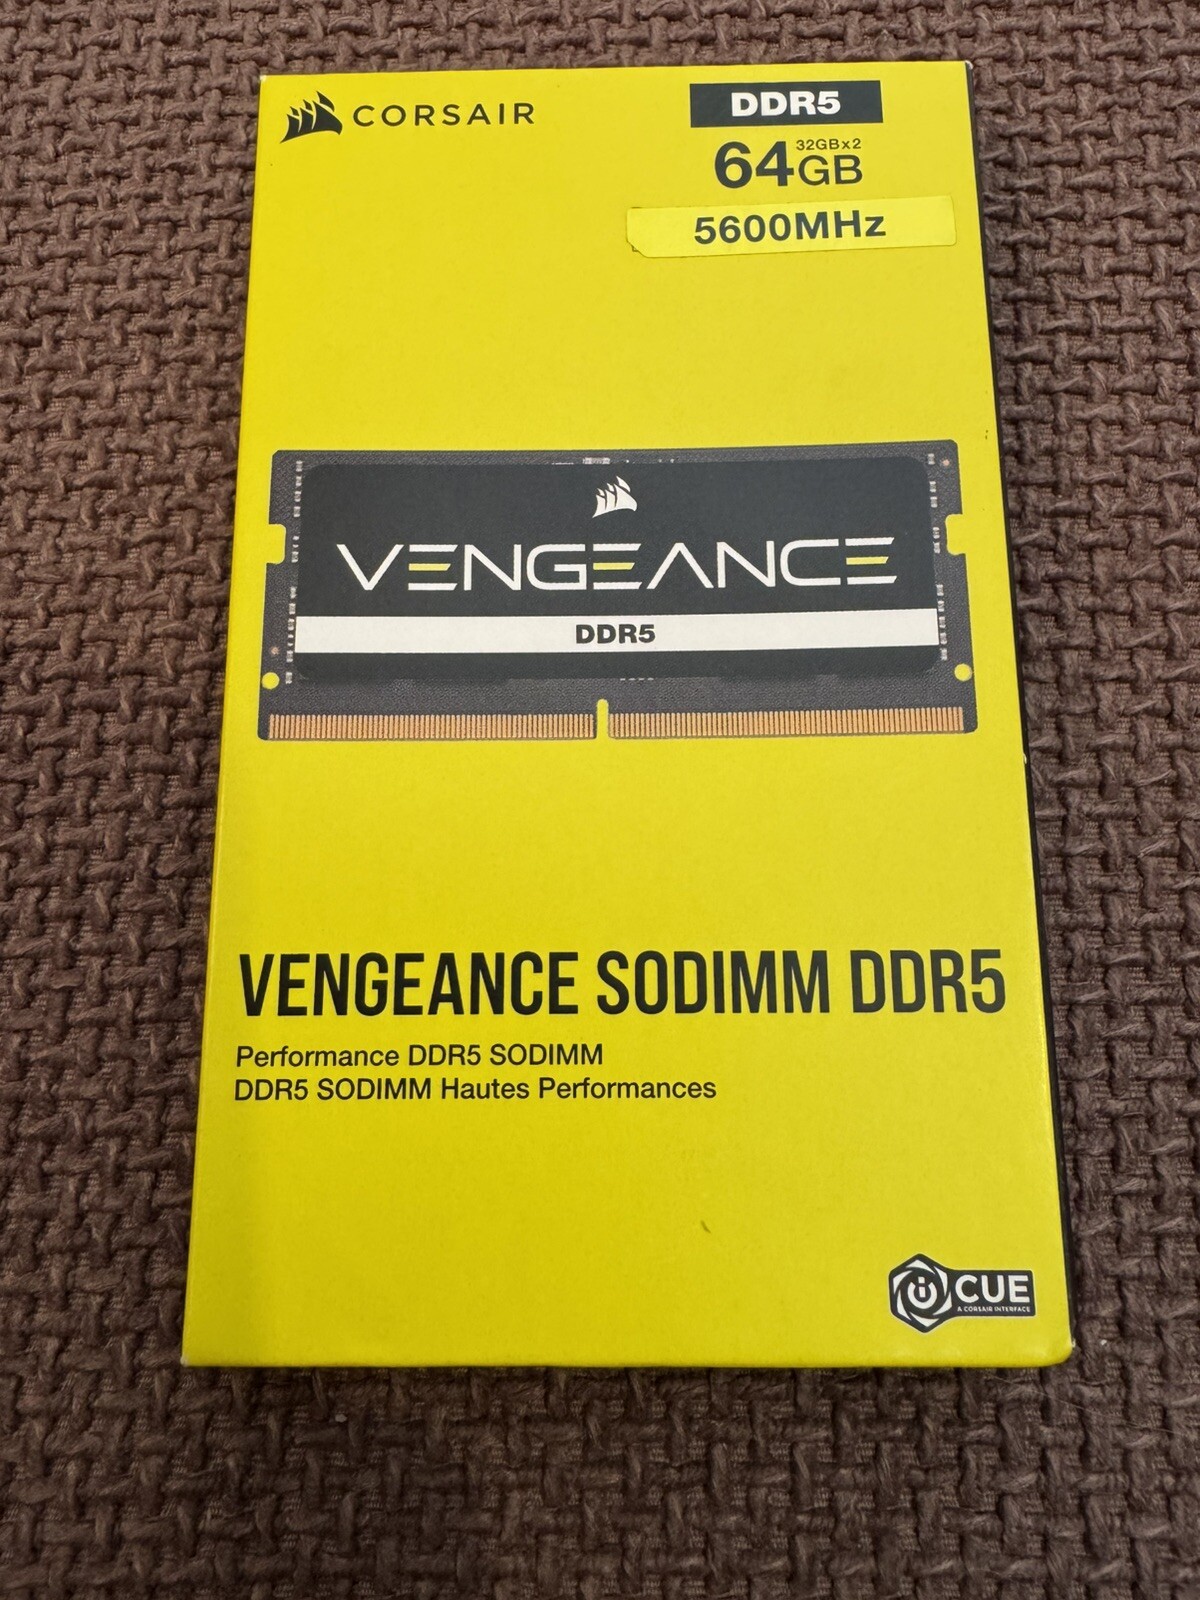 CORSAIR
DDR5
32GBx2
64GB
5600MHz
VENGEANCE
DDR5
VENGEANCE SODIMM DDR5
Performance DDR5 SODIMM
DDR5 SODIMM Hautes Performances
iCUE
A CORSAIR INTERFACE